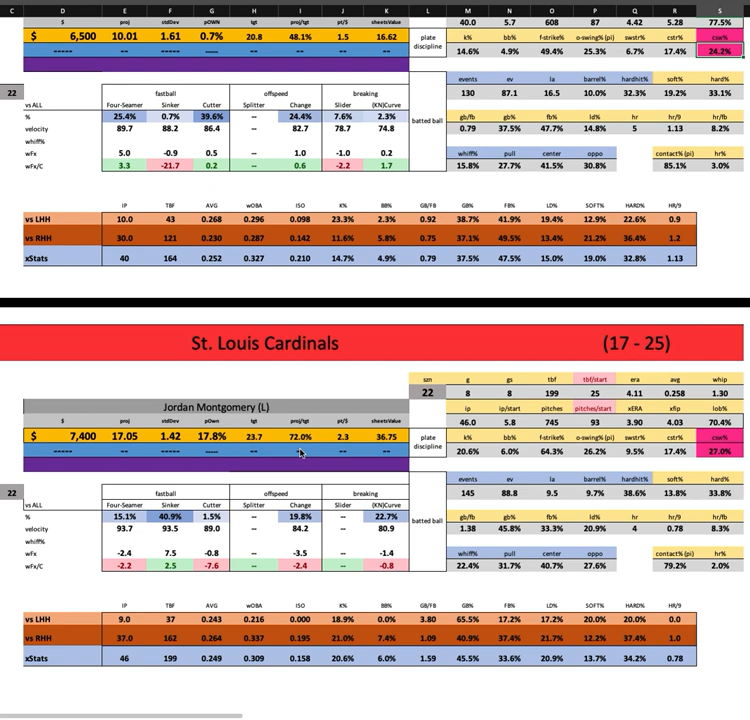 C D E F G H I J K L M N O P Q R S
$ proj stdDev pOWN tgt proj/tgt pt/$ sheetsValue 40.0 5.7 608 87 4.42 5.28 77.5%
$ 6,500 10.01 1.61 0.7% 20.8 48.1% 1.5 16.62 plate discipline k% bb% f-strike% o-swing% (pi) swstr% cstr% csw%
----- -- -- ---- -- -- -- -- 14.6% 4.9% 49.4% 25.3% 6.7% 17.4% 24.2%
22 fastball offspeed breaking events ev la barrel% hardhit% soft% hard%
vs ALL Four-Seamer Sinker Cutter Splitter Change Slider (KN)Curve batted ball 130 87.1 16.5 10.0% 32.3% 19.2% 33.1%
% 25.4% 0.7% 39.6% -- 24.4% 7.6% 2.3% gb/fb gb% fb% ld% hr hr/9 hr/fb
velocity 89.7 88.2 86.4 -- 82.7 78.7 74.8 0.79 37.5% 47.7% 14.8% 5 1.13 8.2%
whiff%
wFx 5.0 -0.9 0.5 -- 1.0 -1.0 0.2 whiff% pull center oppo contact% (pi) hr%
wFx/C 3.3 -21.7 0.2 -- 0.6 -2.2 1.7 15.8% 27.7% 41.5% 30.8% 85.1% 3.0%
IP TBF AVG wOBA ISO K% BB% GB/FB GB% FB% LD% SOFT% HARD% HR/9
vs LHH 10.0 43 0.268 0.296 0.098 23.3% 2.3% 0.92 38.7% 41.9% 19.4% 12.9% 22.6% 0.9
vs RHH 30.0 121 0.230 0.287 0.142 11.6% 5.8% 0.75 37.1% 49.5% 13.4% 21.2% 36.4% 1.2
xStats 40 164 0.252 0.327 0.210 14.7% 4.9% 0.79 37.5% 47.5% 15.0% 19.0% 32.8% 1.13
St. Louis Cardinals (17 - 25)
szn g gs tbf tbf/start era avg whip
22 8 8 199 25 4.11 0.258 1.30
Jordan Montgomery (L) ip ip/start pitches pitches/start xERA xfip lob%
$ proj stdDev pOwn tgt proj/tgt pt/$ sheetsValue 46.0 5.8 745 93 3.90 4.03 70.4%
$ 7,400 17.05 1.42 17.8% 23.7 72.0% 2.3 36.75 plate discipline k% bb% f-strike% o-swing% (pi) swstr% cstr% csw%
----- -- -- ---- -- -- -- -- 20.6% 6.0% 64.3% 26.2% 9.5% 17.4% 27.0%
22 fastball offspeed breaking events ev la barrel% hardhit% soft% hard%
vs ALL Four-Seamer Sinker Cutter Splitter Change Slider (KN)Curve batted ball 145 88.8 9.5 9.7% 38.6% 13.8% 33.8%
% 15.1% 40.9% 1.5% -- 19.8% -- 22.7% gb/fb gb% fb% ld% hr hr/9 hr/fb
velocity 93.7 93.5 89.0 -- 84.2 -- 80.9 1.38 45.8% 33.3% 20.9% 4 0.78 8.3%
whiff%
wFx -2.4 7.5 -0.8 -- -3.5 -- -1.4 whiff% pull center oppo contact% (pi) hr%
wFx/C -2.2 2.5 -7.6 -- -2.4 -- -0.8 22.4% 31.7% 40.7% 27.6% 79.2% 2.0%
IP TBF AVG wOBA ISO K% BB% GB/FB GB% FB% LD% SOFT% HARD% HR/9
vs LHH 9.0 37 0.243 0.216 0.000 18.9% 0.0% 3.80 65.5% 17.2% 17.2% 20.0% 20.0% 0.0
vs RHH 37.0 162 0.264 0.337 0.195 21.0% 7.4% 1.09 40.9% 37.4% 21.7% 12.2% 37.4% 1.0
xStats 46 199 0.249 0.309 0.158 20.6% 6.0% 1.59 45.5% 33.6% 20.9% 13.7% 34.2% 0.78